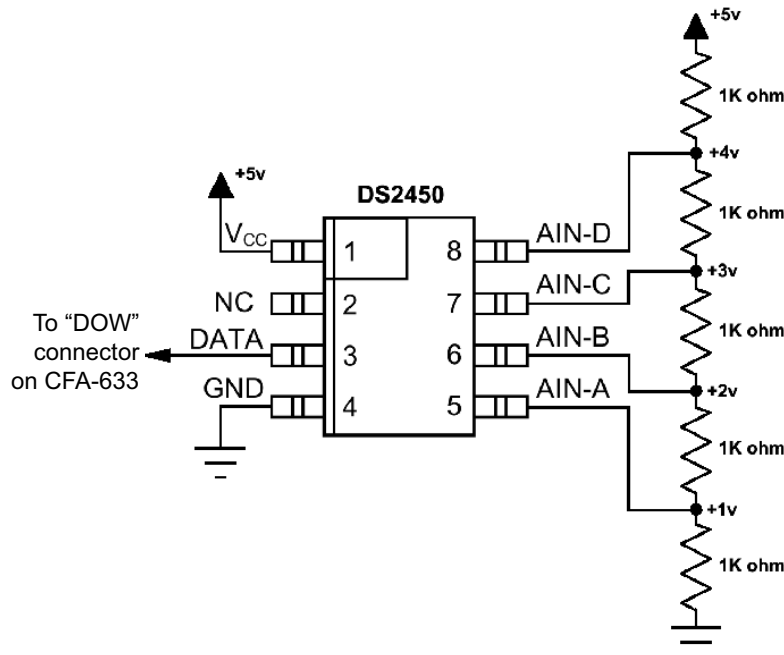 +5v
1K ohm
+4v
+5v
DS2450
1K ohm
V_CC
1
8
AIN-D
+3v
NC
2
7
AIN-C
1K ohm
To “DOW”
connector
on CFA-633
DATA
3
6
AIN-B
+2v
GND
4
5
AIN-A
1K ohm
+1v
1K ohm